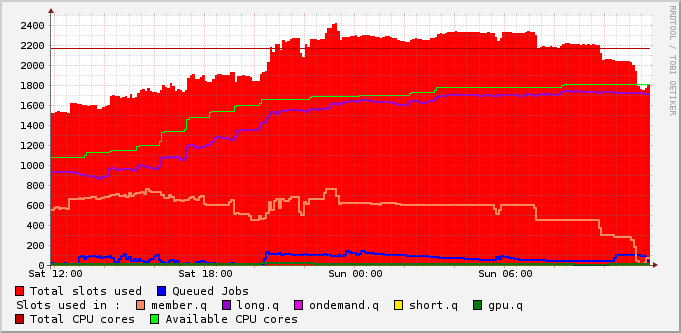 2400
2200
2000
1800
1600
1400
1200
1000
800
600
400
200
0
Sat 12:00 Sat 18:00 Sun 00:00 Sun 06:00
Total slots used Queued Jobs
Slots used in : member.q long.q ondemand.q short.q gpu.q
Total CPU cores Available CPU cores
RRDTOOL / TOBI OETIKER